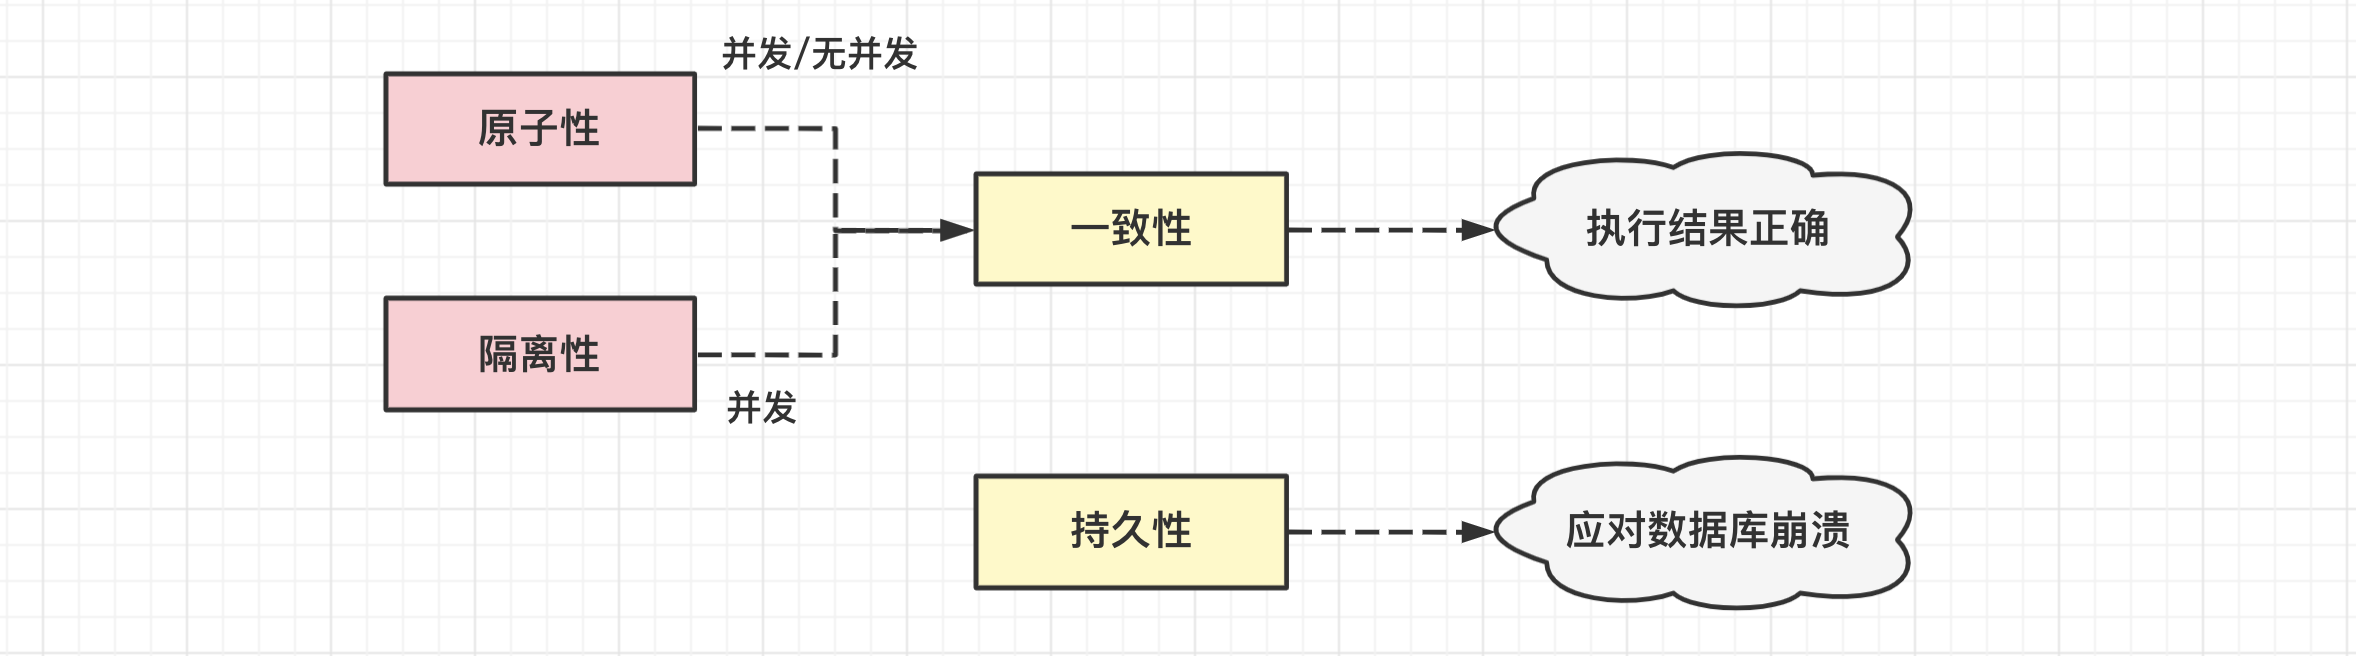 并发/无并发
原子性
一致性
执行结果正确
隔离性
并发
持久性
应对数据库崩溃